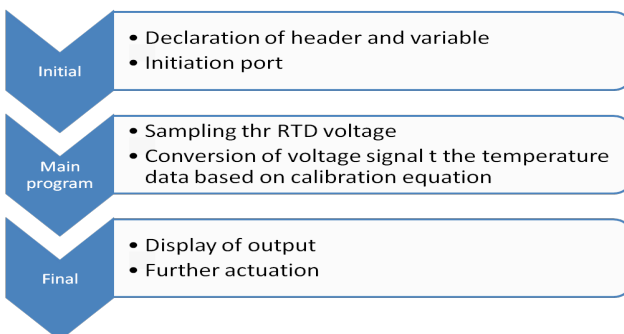 Initial
• Declaration of header and variable
• Initiation port
Main
program
• Sampling thr RTD voltage
• Conversion of voltage signal t the temperature
data based on calibration equation
Final
• Display of output
• Further actuation